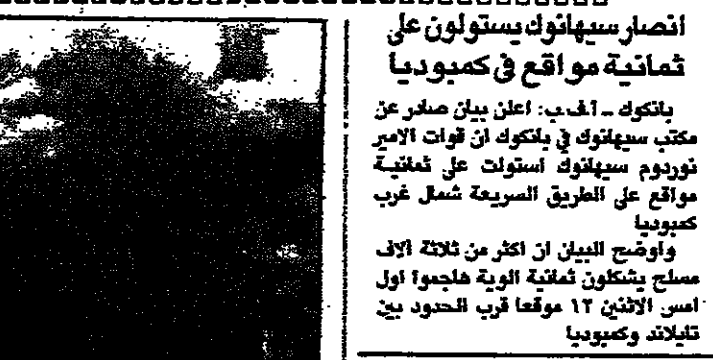 انصار سيهانوك يستولون على
ثمانية مواقع في كمبوديا
بانكوك ـ أ.ف.ب: اعلن بيان صادر عن
مكتب سيهانوك في بانكوك ان قوات الامير
نوردوم سيهانوك استولت على ثمانية
مواقع على الطريق السريعة شمال غرب
كمبوديا
واوضح البيان ان اكثر من ثلاثة آلاف
مسلح يشكلون ثمانية الوية هاجموا اول
امس الاثنين ١٢ موقعا قرب الحدود بين
تايلاند وكمبوديا